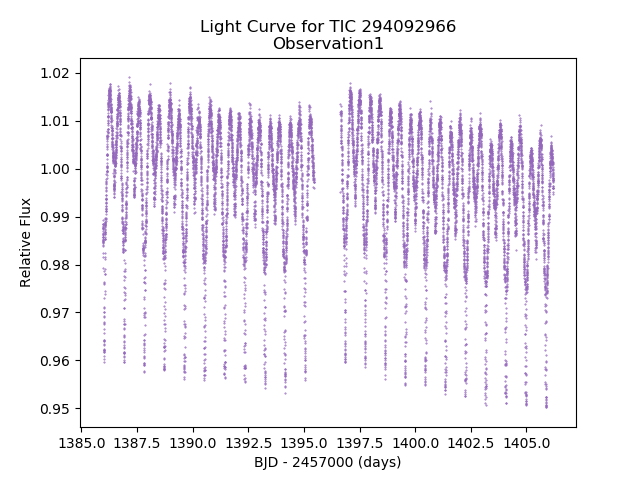 Light Curve for TIC 294092966
Observation1
1.02
1.01
1.00
0.99
0.98
0.97
0.96
0.95
Relative Flux
1385.0 1387.5 1390.0 1392.5 1395.0 1397.5 1400.0 1402.5 1405.0
BJD - 2457000 (days)